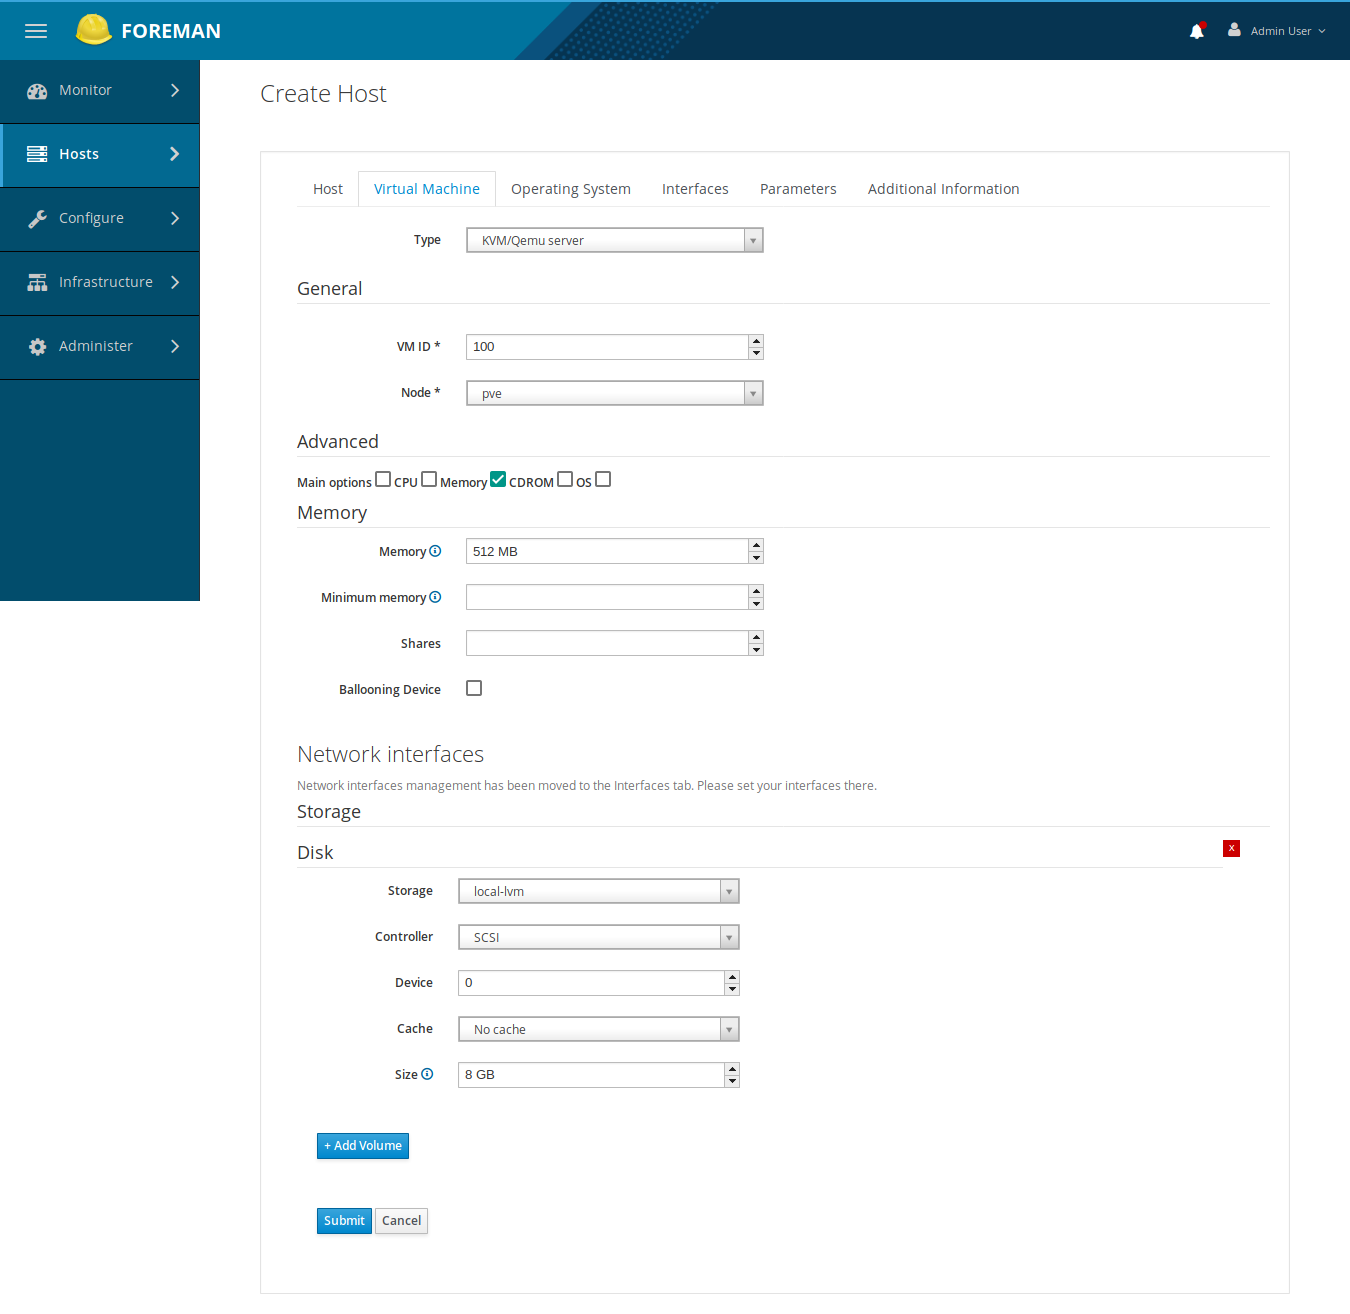 FOREMAN
Admin User
Monitor
Hosts
Configure
Infrastructure
Administer
Create Host
Host Virtual Machine Operating System Interfaces Parameters Additional Information
Type KVM/Qemu server
General
VM ID * 100
Node * pve
Advanced
Main options CPU Memory CDROM OS
Memory
Memory 512 MB
Minimum memory
Shares
Ballooning Device
Network interfaces
Network interfaces management has been moved to the Interfaces tab. Please set your interfaces there.
Storage
Disk x
Storage local-lvm
Controller SCSI
Device 0
Cache No cache
Size 8 GB
+ Add Volume
Submit Cancel